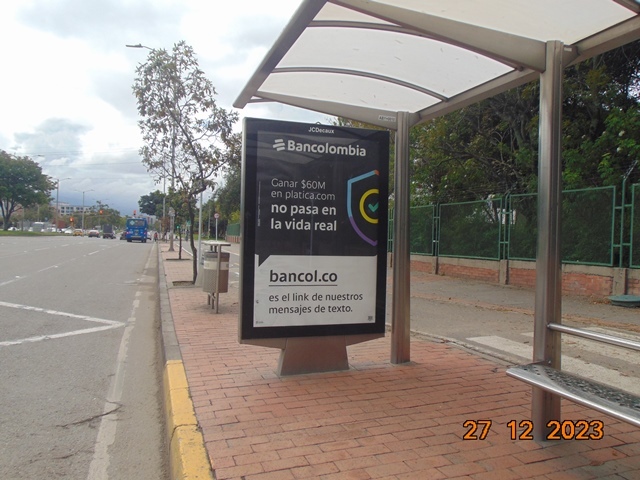 JCDecaux
Bancolombia
Ganar $60M
en platica.com
no pasa en
la vida real
bancol.co
es el link de nuestros
mensajes de texto.
27 12 2023